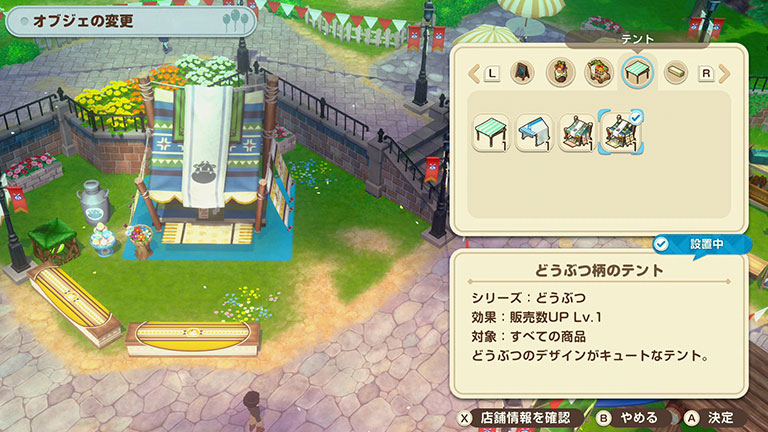 オブジェの変更
テント
L
R
1
1
1
1
設置中
どうぶつ柄のテント
シリーズ：どうぶつ
効果：販売数UP Lv.1
対象：すべての商品
どうぶつのデザインがキュートなテント。
X 店舗情報を確認 B やめる A 決定